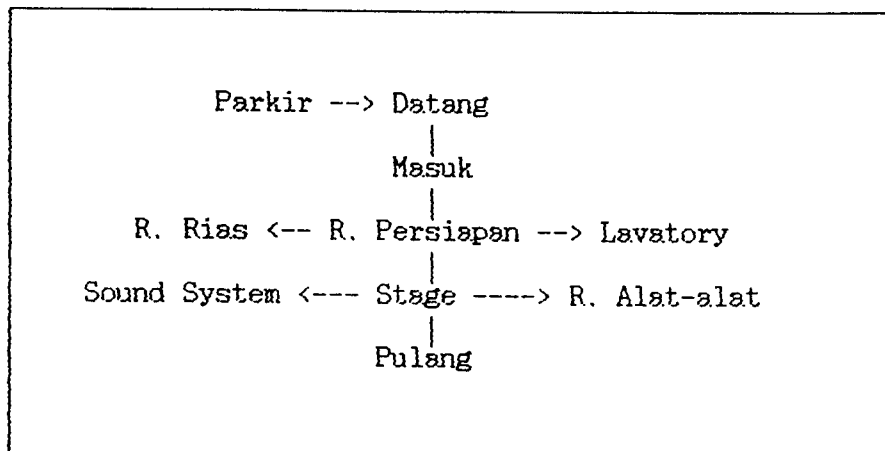 Parkir --> Datang
|
Masuk
|
R. Rias <-- R. Persiapan --> Lavatory
|
Sound System <--- Stage ----> R. Alat-alat
|
Pulang